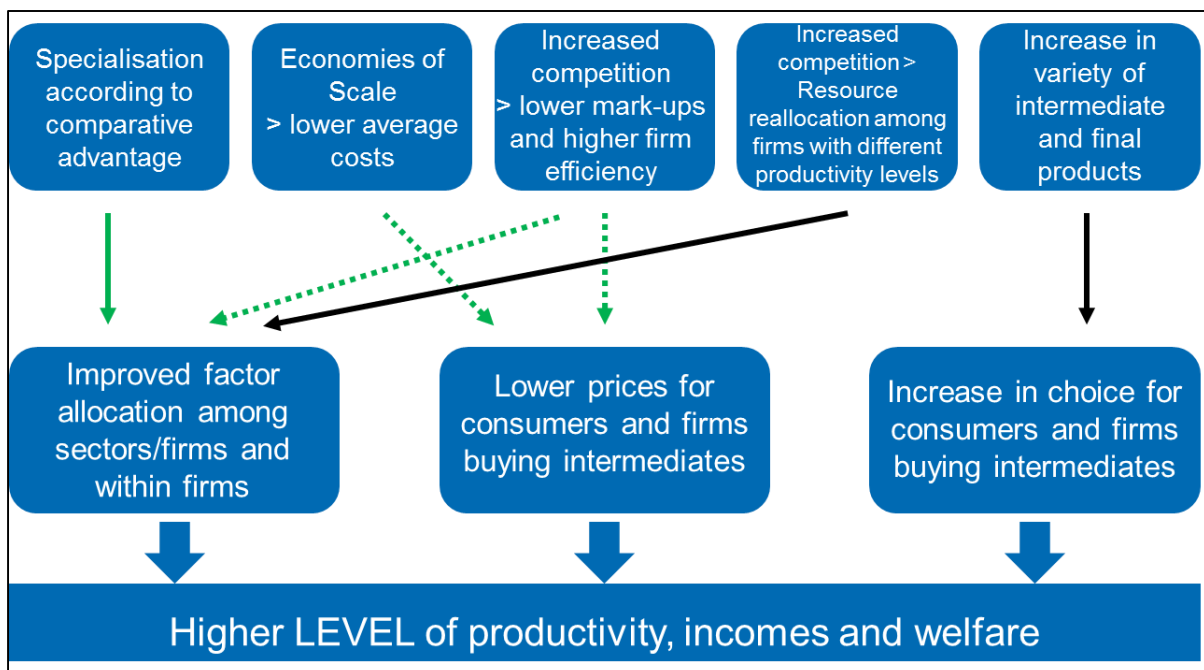 Specialisation
according to
comparative
advantage
Economies of
Scale
> lower average
costs
Increased
competition
> lower mark-ups
and higher firm
efficiency
Increased
competition >
Resource
reallocation among
firms with different
productivity levels
Increase in
variety of
intermediate
and final
products
Improved factor
allocation among
sectors/firms and
within firms
Lower prices for
consumers and firms
buying intermediates
Increase in choice for
consumers and firms
buying intermediates
Higher LEVEL of productivity, incomes and welfare